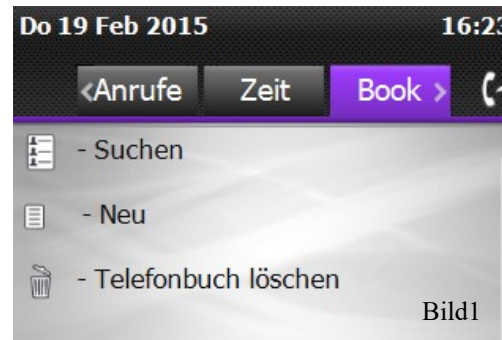 Do 19 Feb 2015 16:23
<Anrufe Zeit Book >
- Suchen
- Neu
- Telefonbuch löschen
Bild1